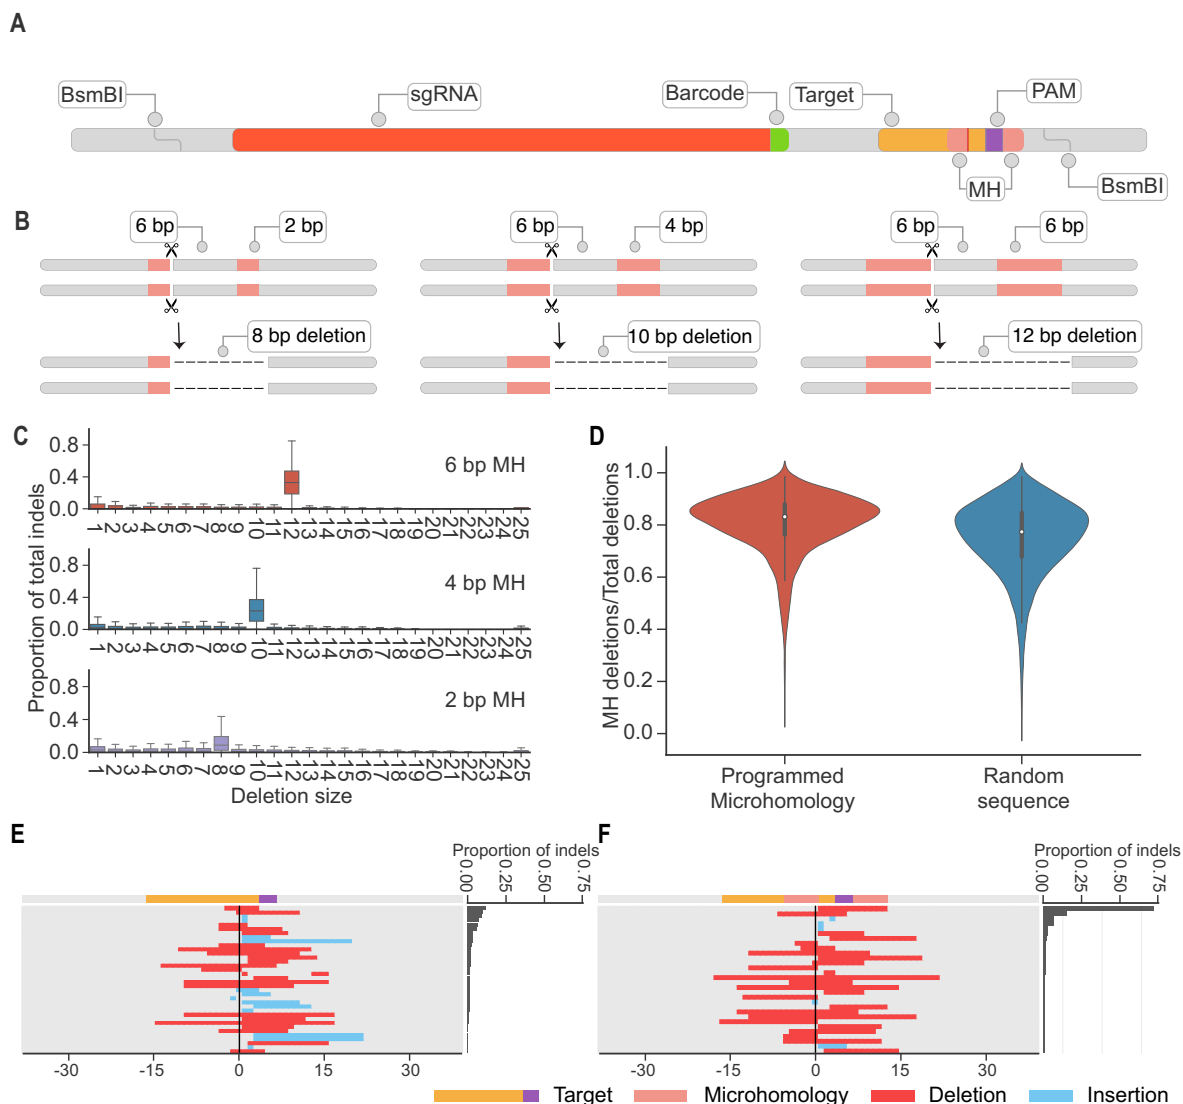 A
BsmBI
sgRNA
Barcode
Target
PAM
MH
BsmBI
B
6 bp
2 bp
6 bp
4 bp
6 bp
6 bp
8 bp deletion
10 bp deletion
12 bp deletion
C
Proportion of total indels
0.8
0.4
0.0
6 bp MH
1 2 3 4 5 6 7 8 9 10 11 12 13 14 15 16 17 18 19 20 21 22 23 24 25
0.8
0.4
0.0
4 bp MH
1 2 3 4 5 6 7 8 9 10 11 12 13 14 15 16 17 18 19 20 21 22 23 24 25
0.8
0.4
0.0
2 bp MH
1 2 3 4 5 6 7 8 9 10 11 12 13 14 15 16 17 18 19 20 21 22 23 24 25
Deletion size
D
MH deletions/Total deletions
1.0
0.8
0.6
0.4
0.2
0.0
Programmed
Microhomology
Random
sequence
E
Proportion of indels
0.00 0.25 0.50 0.75
-30 -15 0 15 30
F
Proportion of indels
0.00 0.25 0.50 0.75
-30 -15 0 15 30
Target Microhomology Deletion Insertion